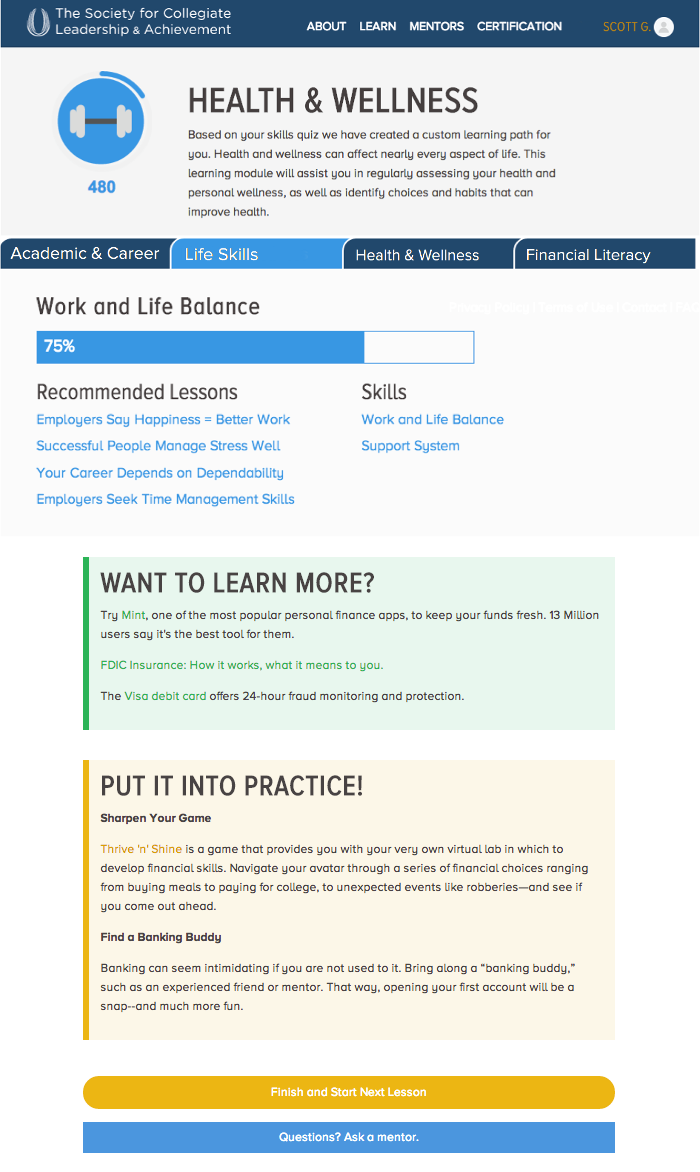 The Society for Collegiate
Leadership & Achievement
ABOUT LEARN MENTORS CERTIFICATION SCOTT G.
HEALTH & WELLNESS
Based on your skills quiz we have created a custom learning path for
you. Health and wellness can affect nearly every aspect of life. This
learning module will assist you in regularly assessing your health and
personal wellness, as well as identify choices and habits that can
improve health.
480
Academic & Career Life Skills Health & Wellness Financial Literacy
Work and Life Balance
Privacy Policy | Terms of Use | Contact | FAQ
75%
Recommended Lessons
Employers Say Happiness = Better Work
Successful People Manage Stress Well
Your Career Depends on Dependability
Employers Seek Time Management Skills
Skills
Work and Life Balance
Support System
WANT TO LEARN MORE?
Try Mint, one of the most popular personal finance apps, to keep your funds fresh. 13 Million
users say it's the best tool for them.
FDIC Insurance: How it works, what it means to you.
The Visa debit card offers 24-hour fraud monitoring and protection.
PUT IT INTO PRACTICE!
Sharpen Your Game
Thrive 'n' Shine is a game that provides you with your very own virtual lab in which to
develop financial skills. Navigate your avatar through a series of financial choices ranging
from buying meals to paying for college, to unexpected events like robberies—and see if
you come out ahead.
Find a Banking Buddy
Banking can seem intimidating if you are not used to it. Bring along a “banking buddy,”
such as an experienced friend or mentor. That way, opening your first account will be a
snap--and much more fun.
Finish and Start Next Lesson
Questions? Ask a mentor.